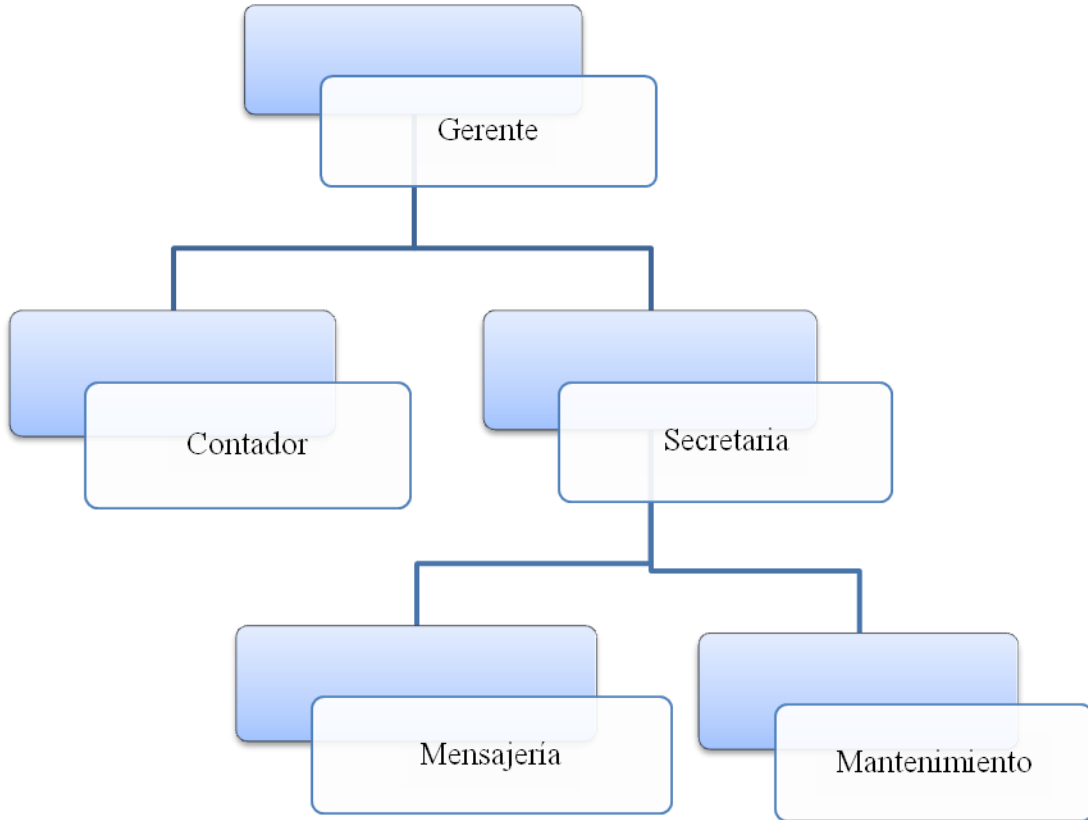 Gerente
Contador
Secretaria
Mensajería
Mantenimiento